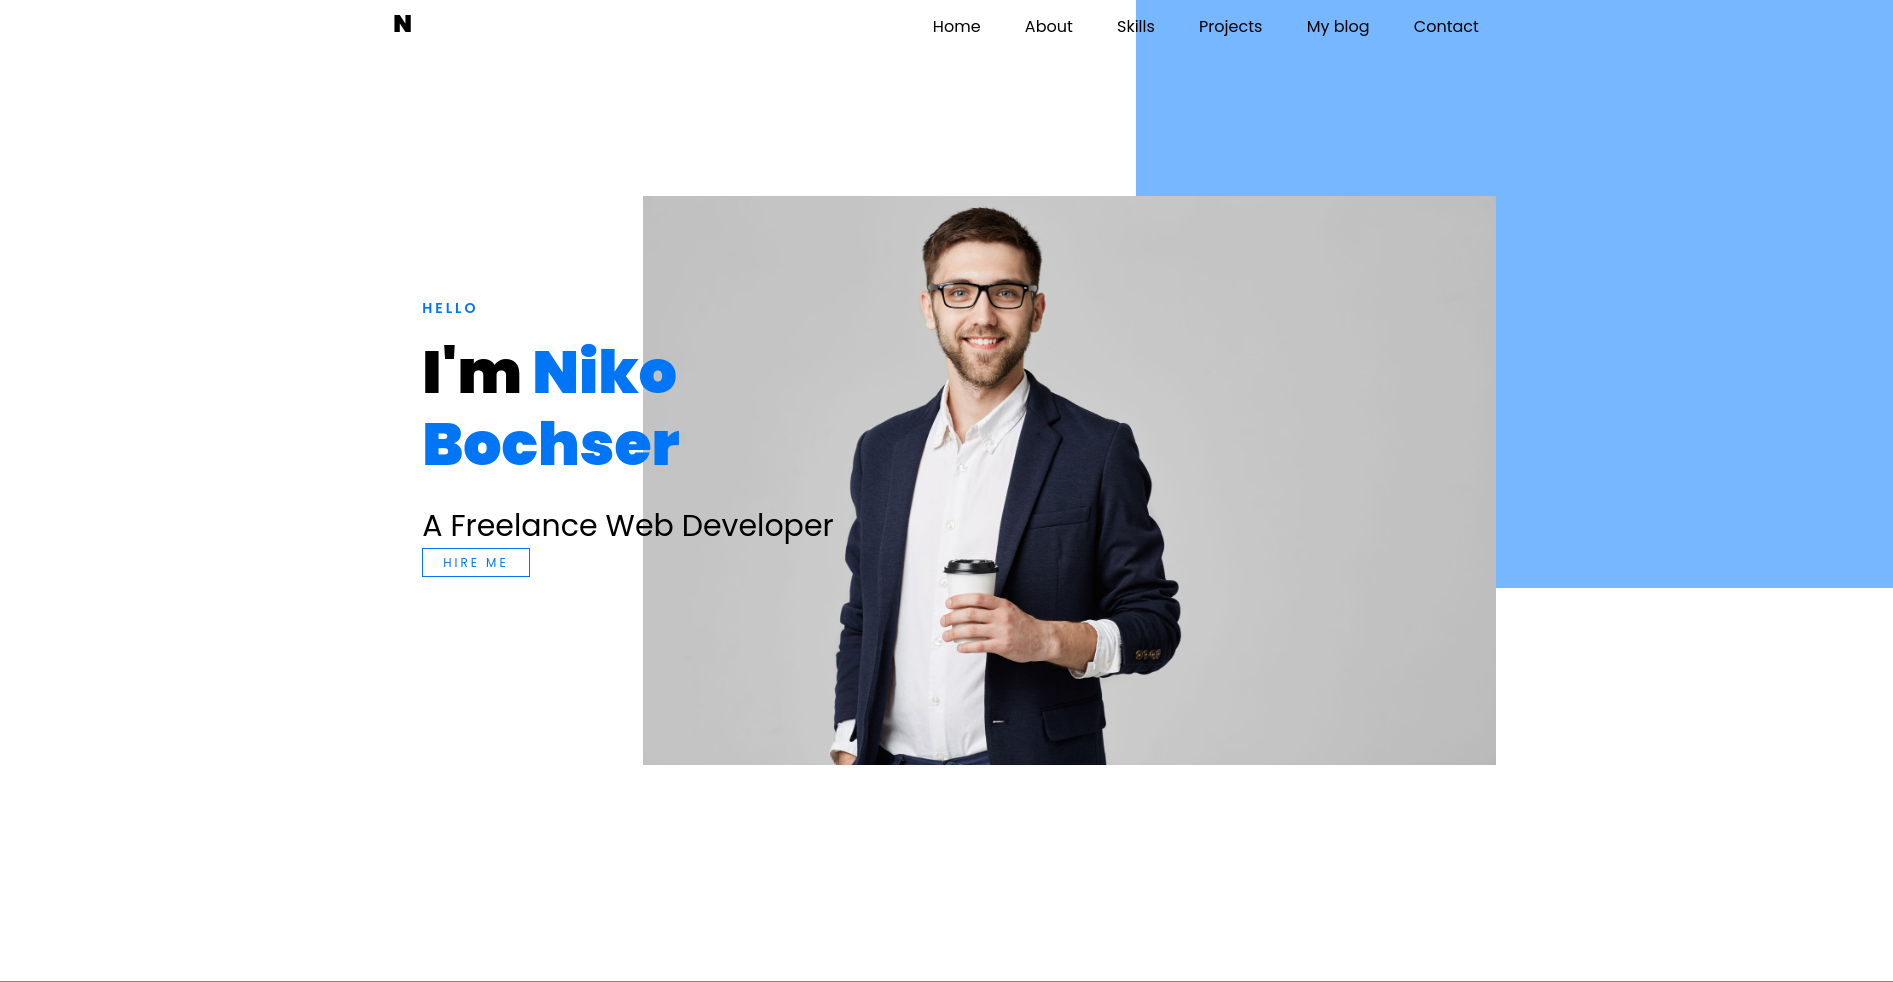 N
Home About Skills Projects My blog Contact
HELLO
I'm Niko
Bochser
A Freelance Web Developer
HIRE ME